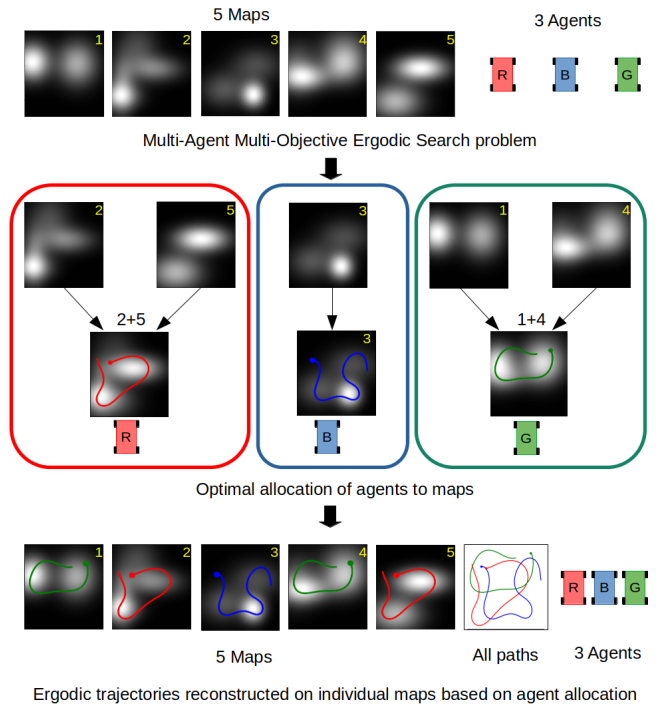 5 Maps
3 Agents
1
2
3
4
5
R
B
G
Multi-Agent Multi-Objective Ergodic Search problem
2
5
3
1
4
2+5
3
1+4
R
B
G
Optimal allocation of agents to maps
1
2
3
4
5
R
B
G
5 Maps
All paths
3 Agents
Ergodic trajectories reconstructed on individual maps based on agent allocation